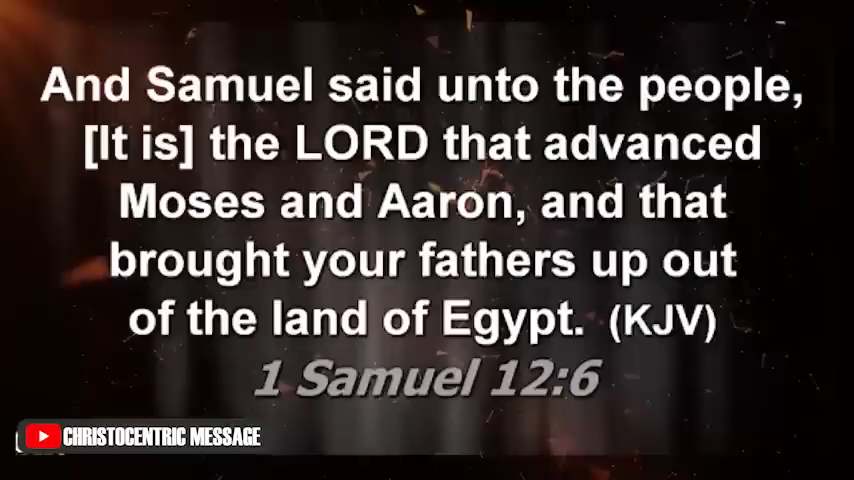 And Samuel said unto the people,
[It is] the LORD that advanced
Moses and Aaron, and that
brought your fathers up out
of the land of Egypt. (KJV)
1 Samuel 12:6
CHRISTOCENTRIC MESSAGE